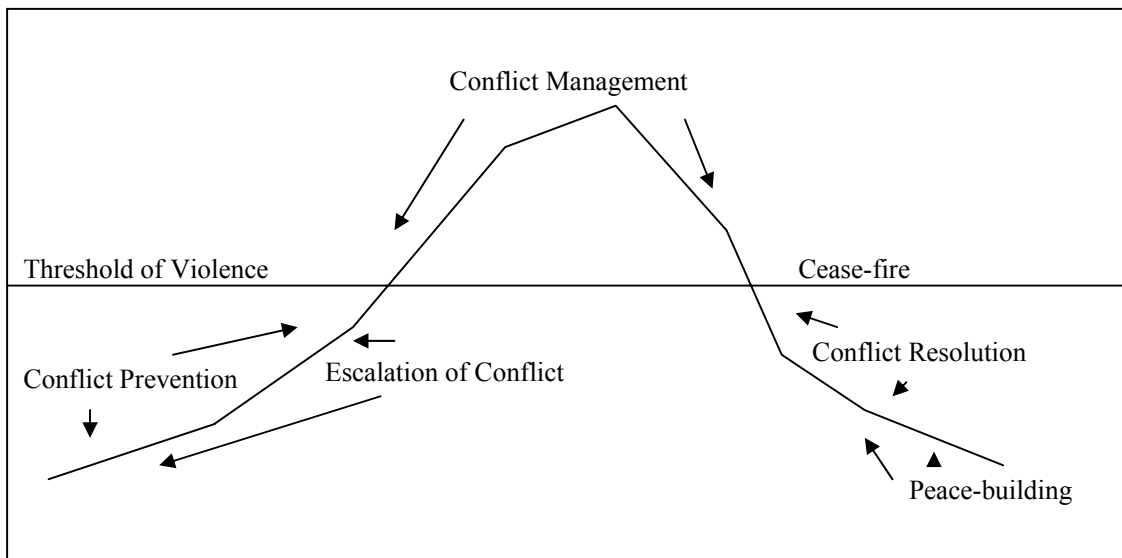 Conflict Management
Threshold of Violence
Cease-fire
Conflict Prevention
Escalation of Conflict
Conflict Resolution
Peace-building